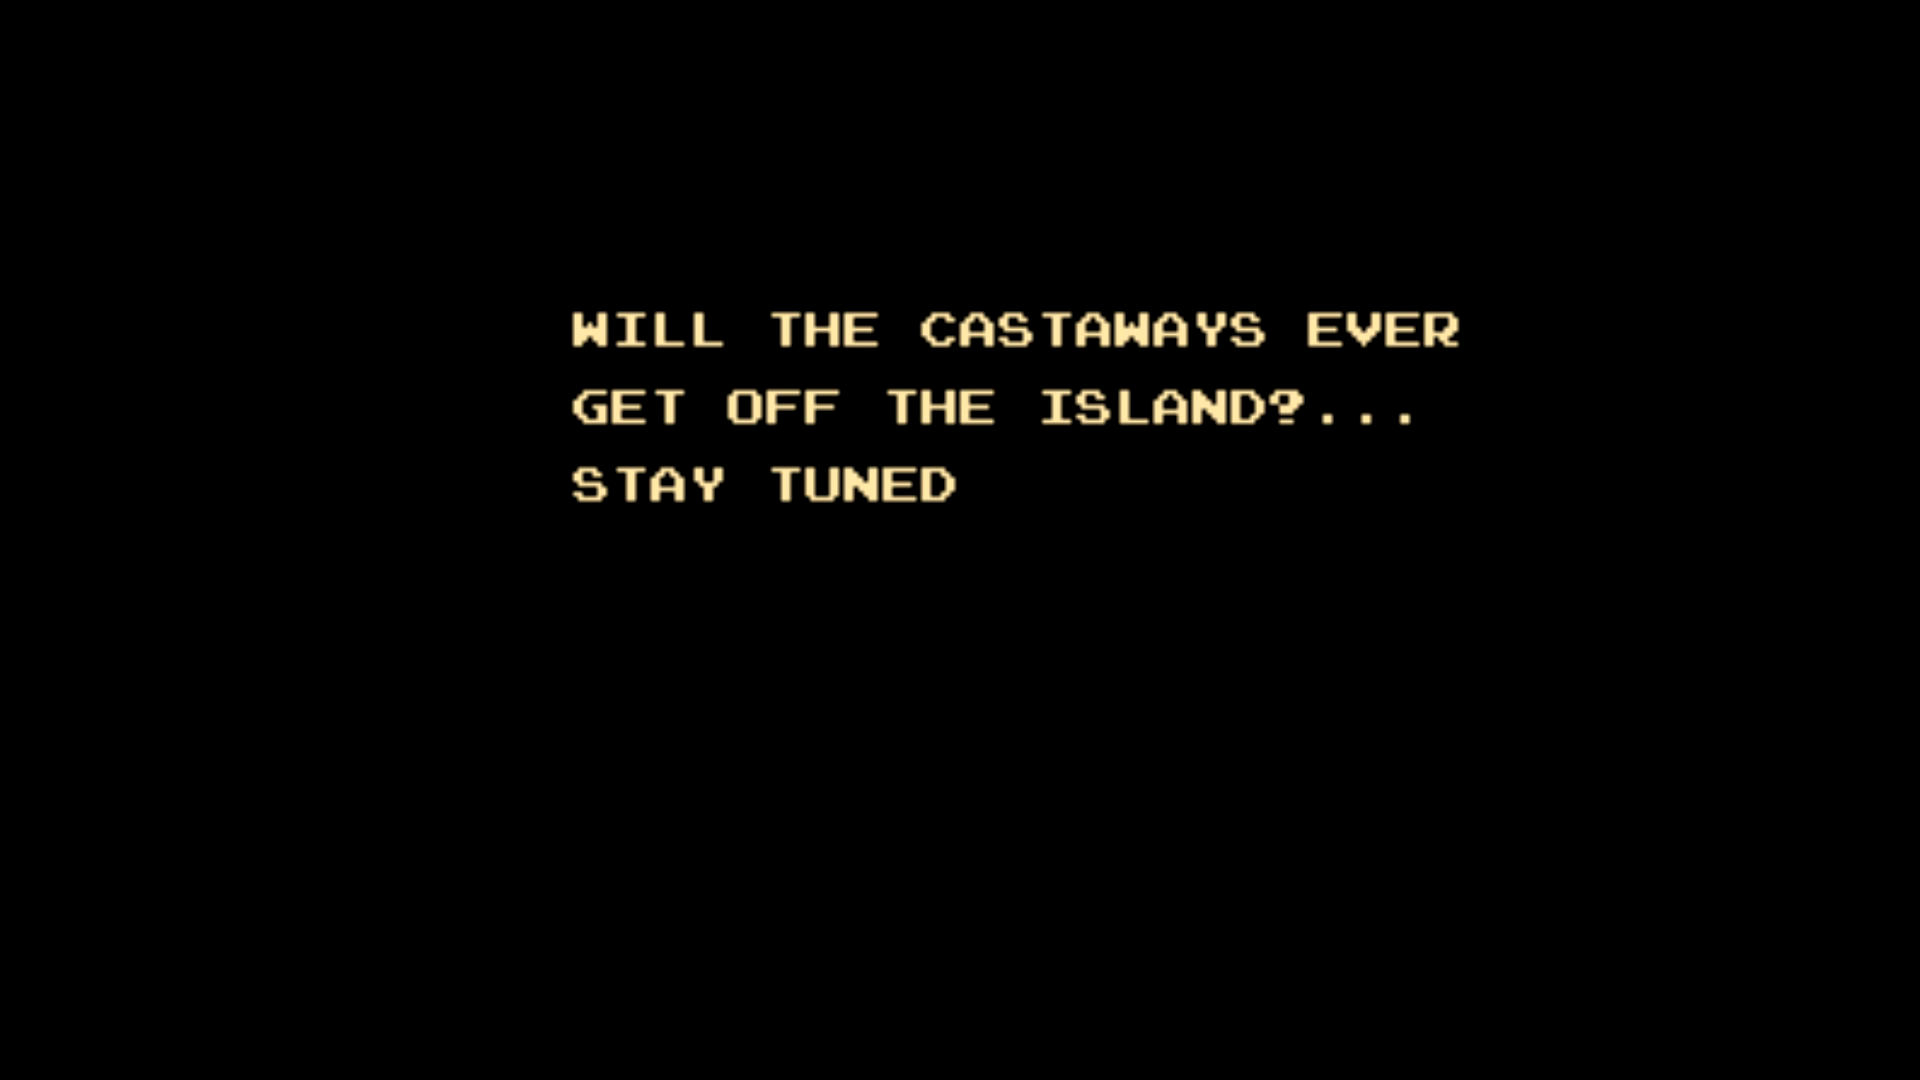 WILL THE CASTAWAYS EVER
GET OFF THE ISLAND?...
STAY TUNED